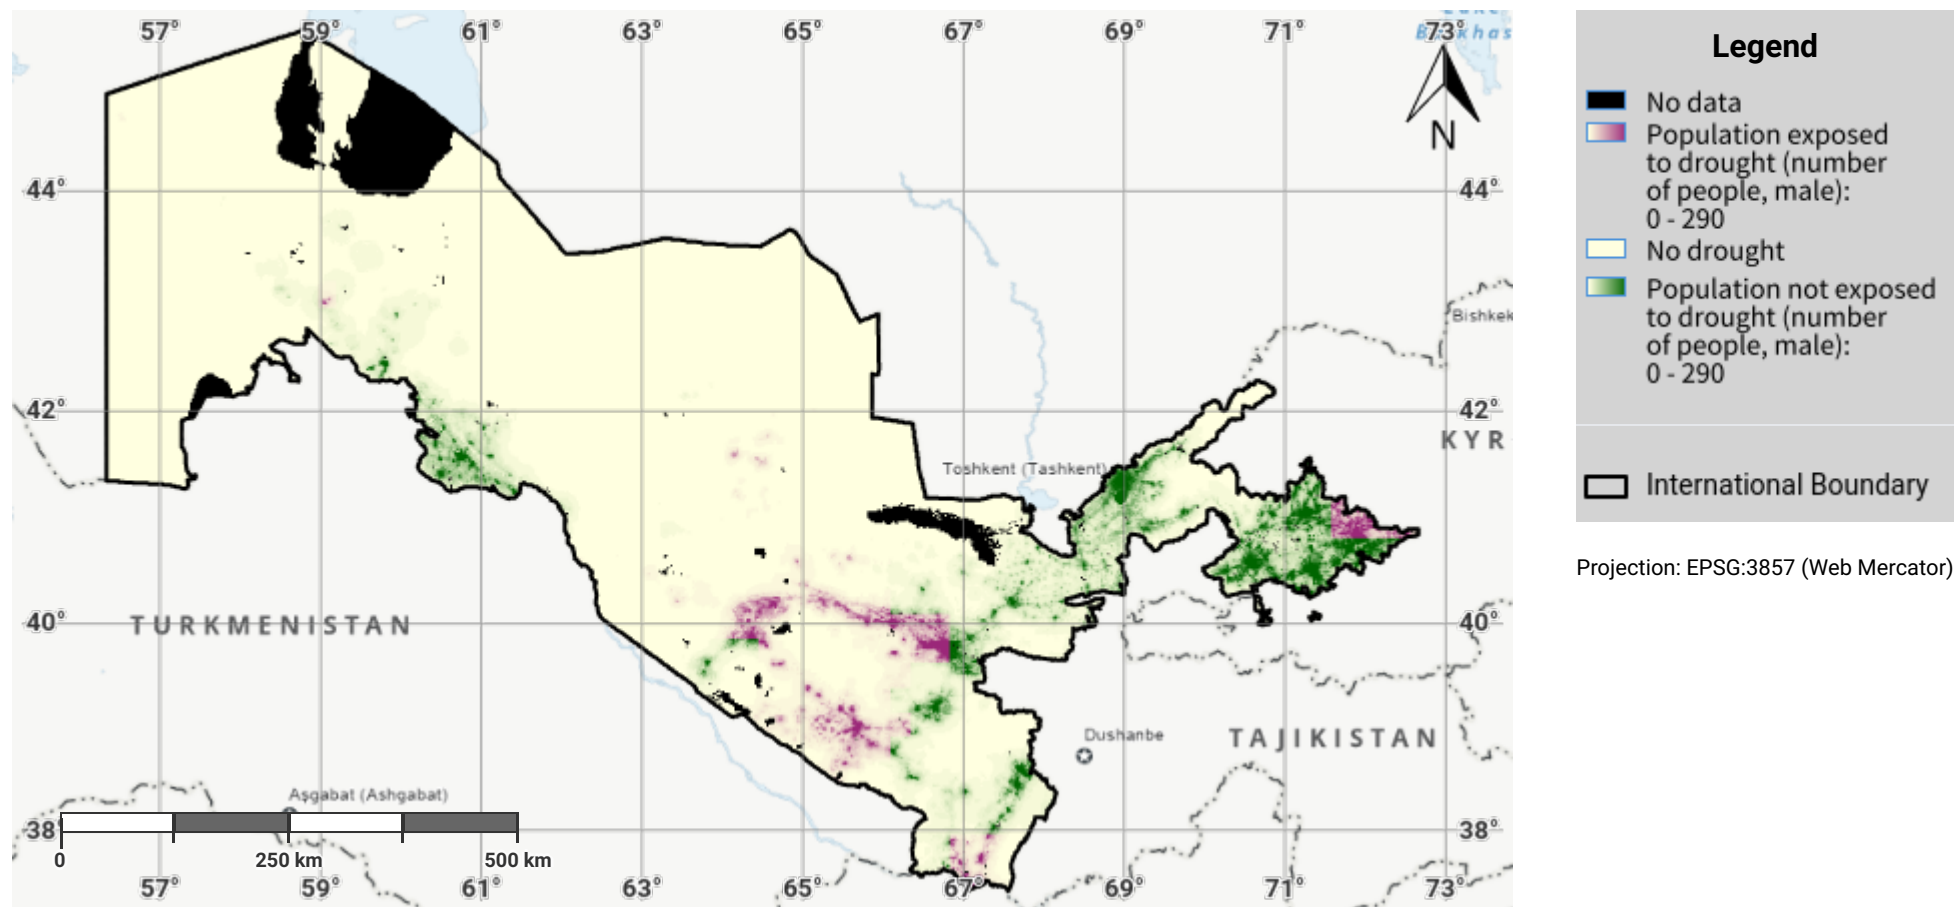 57° 59° 61° 63° 65° 67° 69° 71° 73°
N
44° 44°
Bishkek
42° 42°
KYR
Toshkent (Tashkent)
40° 40°
TURKMENISTAN
Dushanbe
TAJIKISTAN
Aşgabat (Ashgabat)
38° 38°
0 250 km 500 km
57° 59° 61° 63° 65° 67° 69° 71° 73°
Legend
No data
Population exposed
to drought (number
of people, male):
0 - 290
No drought
Population not exposed
to drought (number
of people, male):
0 - 290
International Boundary
Projection: EPSG:3857 (Web Mercator)